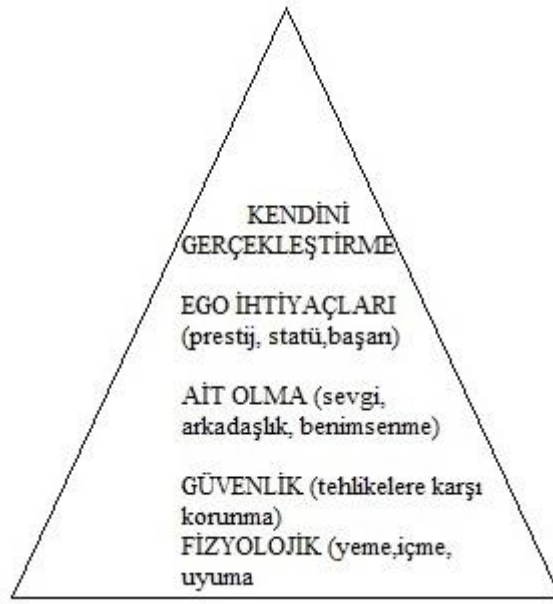 KENDİNİ
GERÇEKLEŞTİRME
EGO İHTİYAÇLARI
(prestij, statü,başarı)
AİT OLMA (sevgi,
arkadaşlık, benimsenme)
GÜVENLİK (tehlikelere karşı
korunma)
FİZYOLOJİK (yeme,içme,
uyuma